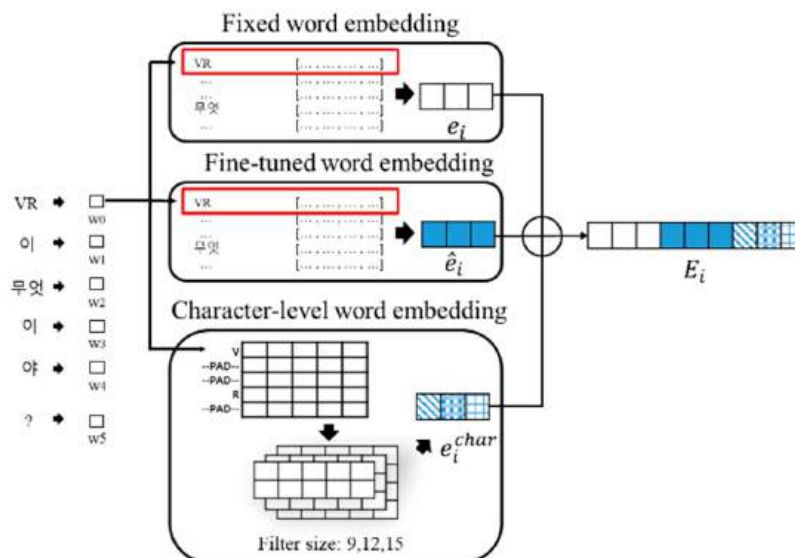 Fixed word embedding
VR [... , ... , ... , ...]
... [... , ... , ... , ...]
... [... , ... , ... , ...]
무엇 [... , ... , ... , ...]
... [... , ... , ... , ...]
e_i
Fine-tuned word embedding
VR [... , ... , ... , ...]
... [... , ... , ... , ...]
... [... , ... , ... , ...]
무엇 [... , ... , ... , ...]
... [... , ... , ... , ...]
ê_i
VR
w0
이
w1
무엇
w2
이
w3
야
w4
?
w5
E_i
Character-level word embedding
V
--PAD--
--PAD--
R
--PAD--
e_i^char
Filter size: 9,12,15